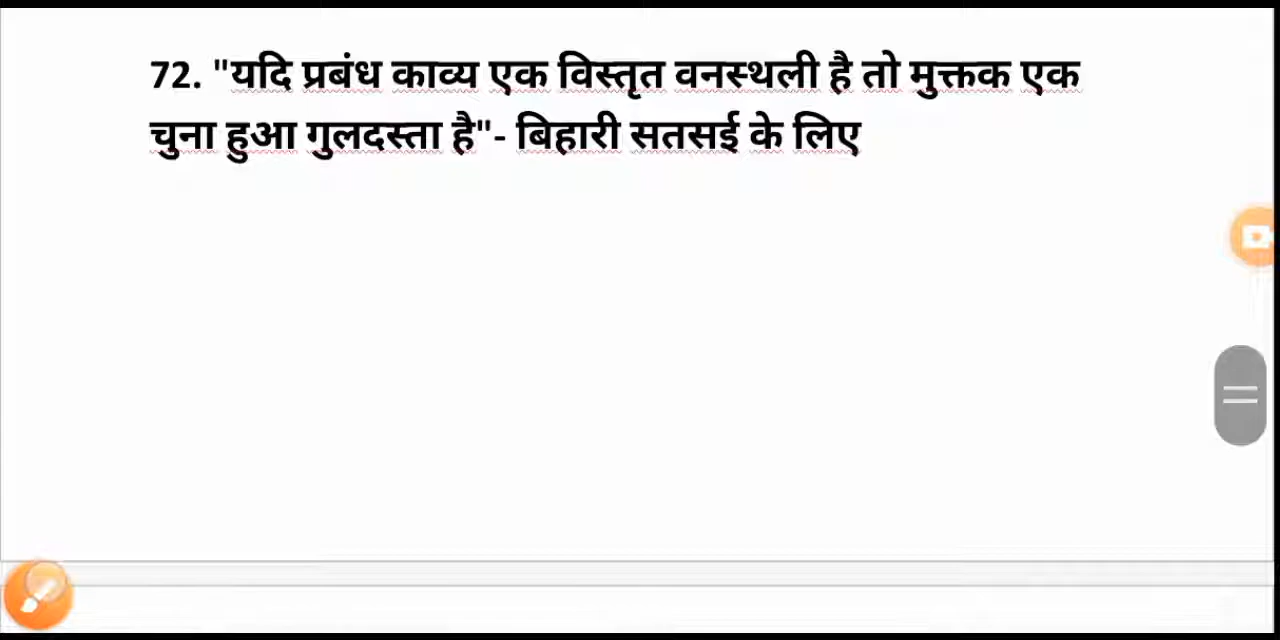 72. "यदि प्रबंध काव्य एक विस्तृत वनस्थली है तो मुक्तक एक
चुना हुआ गुलदस्ता है"- बिहारी सतसई के लिए